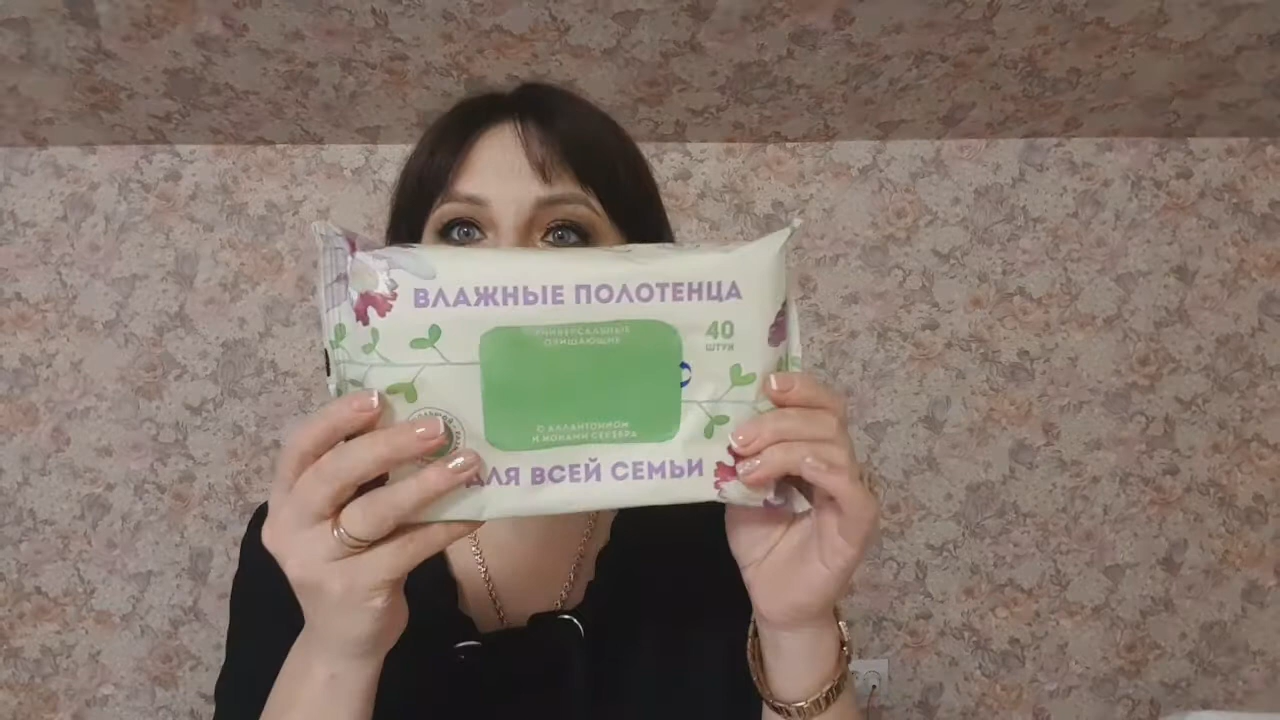 ВЛАЖНЫЕ ПОЛОТЕНЦА
УНИВЕРСАЛЬНЫЕ
ОЧИЩАЮЩИЕ
40
ШТУК
С АЛЛАНТОИНОМ
И ИОНАМИ СЕРЕБРА
ДЛЯ ВСЕЙ СЕМЬИ